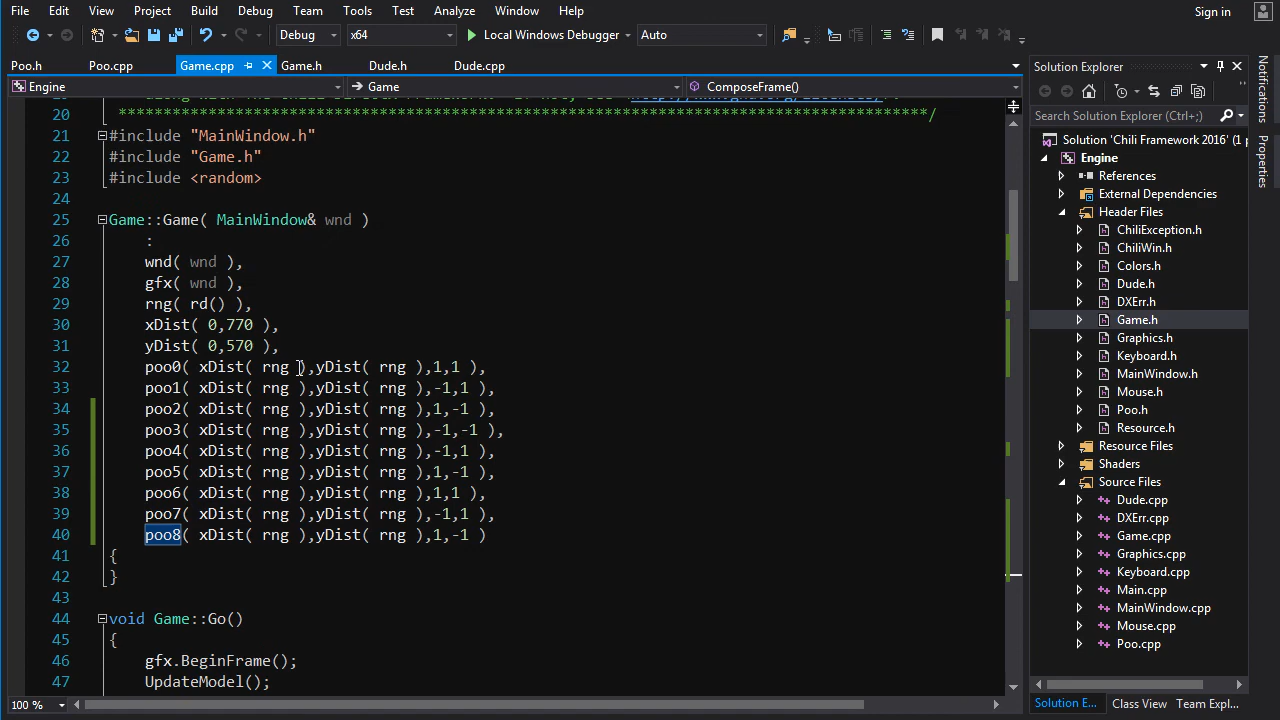 File Edit View Project Build Debug Team Tools Test Analyze Window Help Sign in
Debug x64 Local Windows Debugger Auto
Poo.h Poo.cpp Game.cpp Game.h Dude.h Dude.cpp
Engine Game ComposeFrame()
20 **********************************************************************************************/
21 #include "MainWindow.h"
22 #include "Game.h"
23 #include <random>
24
25 Game::Game( MainWindow& wnd )
26 :
27 wnd( wnd ),
28 gfx( wnd ),
29 rng( rd() ),
30 xDist( 0,770 ),
31 yDist( 0,570 ),
32 poo0( xDist( rng ),yDist( rng ),1,1 ),
33 poo1( xDist( rng ),yDist( rng ),-1,1 ),
34 poo2( xDist( rng ),yDist( rng ),1,-1 ),
35 poo3( xDist( rng ),yDist( rng ),-1,-1 ),
36 poo4( xDist( rng ),yDist( rng ),-1,1 ),
37 poo5( xDist( rng ),yDist( rng ),1,-1 ),
38 poo6( xDist( rng ),yDist( rng ),1,1 ),
39 poo7( xDist( rng ),yDist( rng ),-1,1 ),
40 poo8( xDist( rng ),yDist( rng ),1,-1 )
41 {
42 }
43
44 void Game::Go()
45 {
46 gfx.BeginFrame();
47 UpdateModel();
100 %
Solution Explorer
Search Solution Explorer (Ctrl+;)
Solution 'Chili Framework 2016' (1 p
Engine
References
External Dependencies
Header Files
ChiliException.h
ChiliWin.h
Colors.h
Dude.h
DXErr.h
Game.h
Graphics.h
Keyboard.h
MainWindow.h
Mouse.h
Poo.h
Resource.h
Resource Files
Shaders
Source Files
Dude.cpp
DXErr.cpp
Game.cpp
Graphics.cpp
Keyboard.cpp
Main.cpp
MainWindow.cpp
Mouse.cpp
Poo.cpp
Solution E... Class View Team Expl...
Notifications
Properties